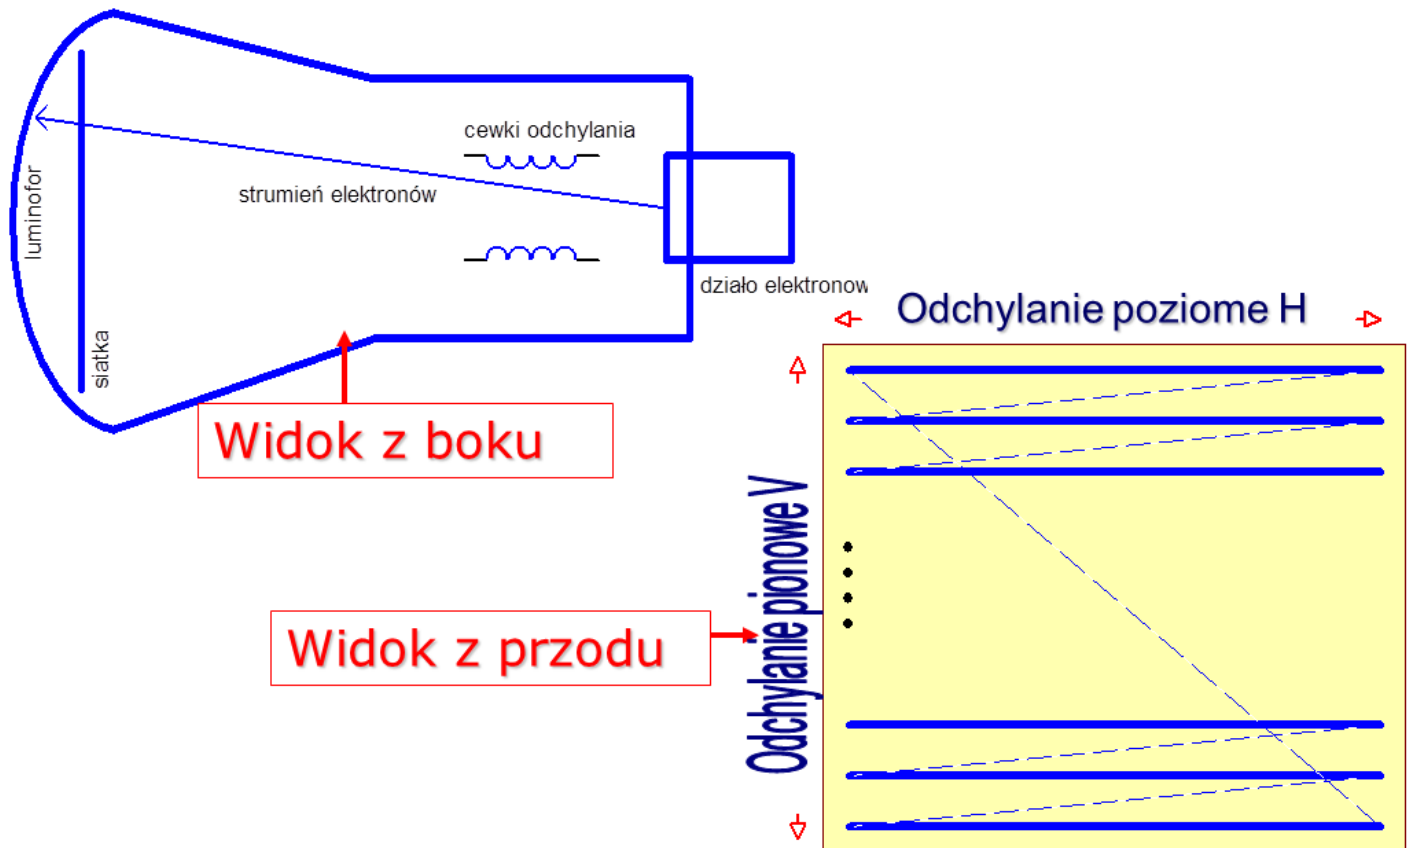 cewki odchylania
strumień elektronów
luminofor
siatka
działo elektronow
Widok z boku
Odchylanie poziome H
Odchylanie pionowe V
Widok z przodu